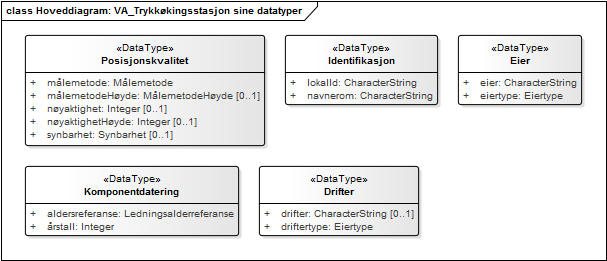 class Hoveddiagram: VA_Trykkøkingsstasjon sine datatyper
«DataType»
Posisjonskvalitet
+ målemetode: Målemetode
+ målemetodeHøyde: MålemetodeHøyde [0..1]
+ nøyaktighet: Integer [0..1]
+ nøyaktighetHøyde: Integer [0..1]
+ synbarhet: Synbarhet [0..1]
«DataType»
Identifikasjon
+ lokalId: CharacterString
+ navnerom: CharacterString
«DataType»
Eier
+ eier: CharacterString
+ eiertype: Eiertype
«DataType»
Komponentdatering
+ aldersreferanse: Ledningsalderreferanse
+ årstall: Integer
«DataType»
Drifter
+ drifter: CharacterString [0..1]
+ driftertype: Eiertype